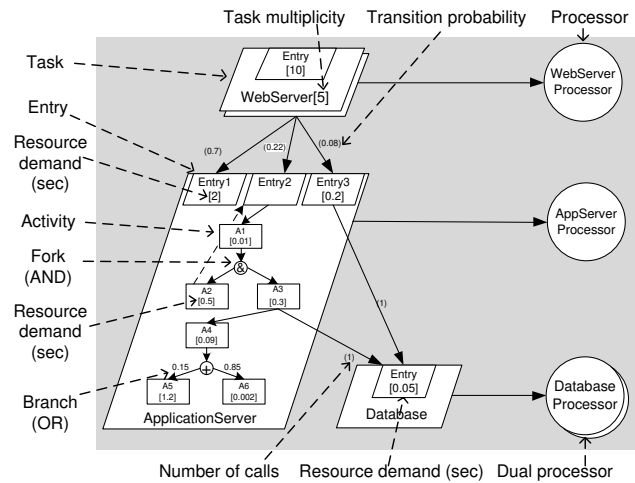 Task multiplicity
Transition probability
Processor
Task
Entry
[10]
WebServer[5]
WebServer
Processor
Entry
(0.7)
(0.22)
(0.08)
Resource
demand
(sec)
Entry1
[2]
Entry2
Entry3
[0.2]
Activity
A1
[0.01]
AppServer
Processor
Fork
(AND)
&
A2
[0.5]
A3
[0.3]
Resource
demand
(sec)
(1)
A4
[0.09]
(1)
0.15
+
0.85
Entry
[0.05]
Database
Processor
A5
[1.2]
A6
[0.002]
Branch
(OR)
ApplicationServer
Database
Number of calls
Resource demand (sec)
Dual processor